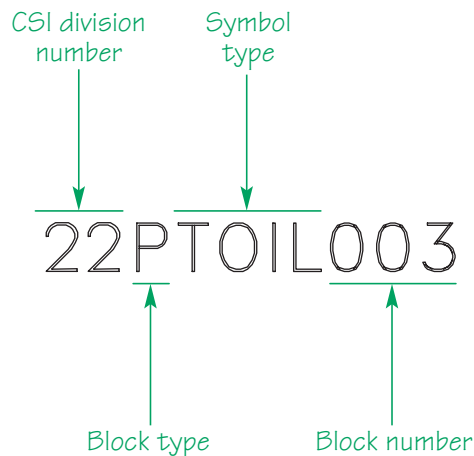 CSI division
number
Symbol
type
22PTOIL003
Block type
Block number